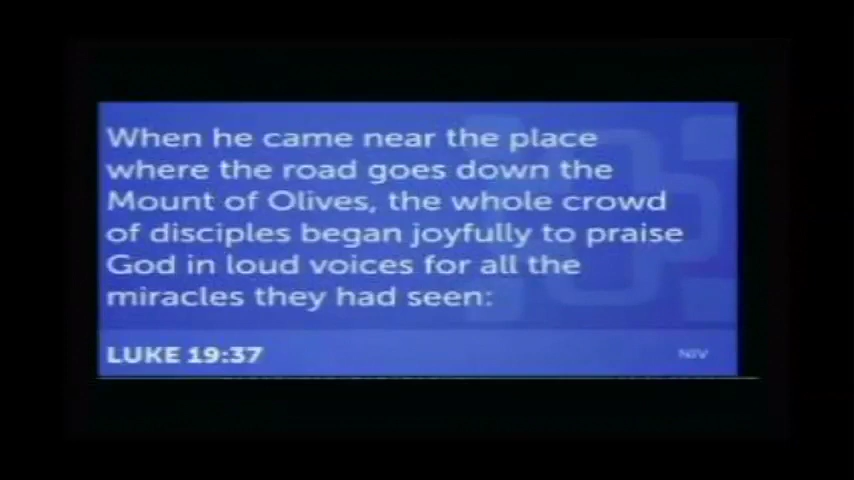 When he came near the place
where the road goes down the
Mount of Olives, the whole crowd
of disciples began joyfully to praise
God in loud voices for all the
miracles they had seen:
LUKE 19:37
NIV